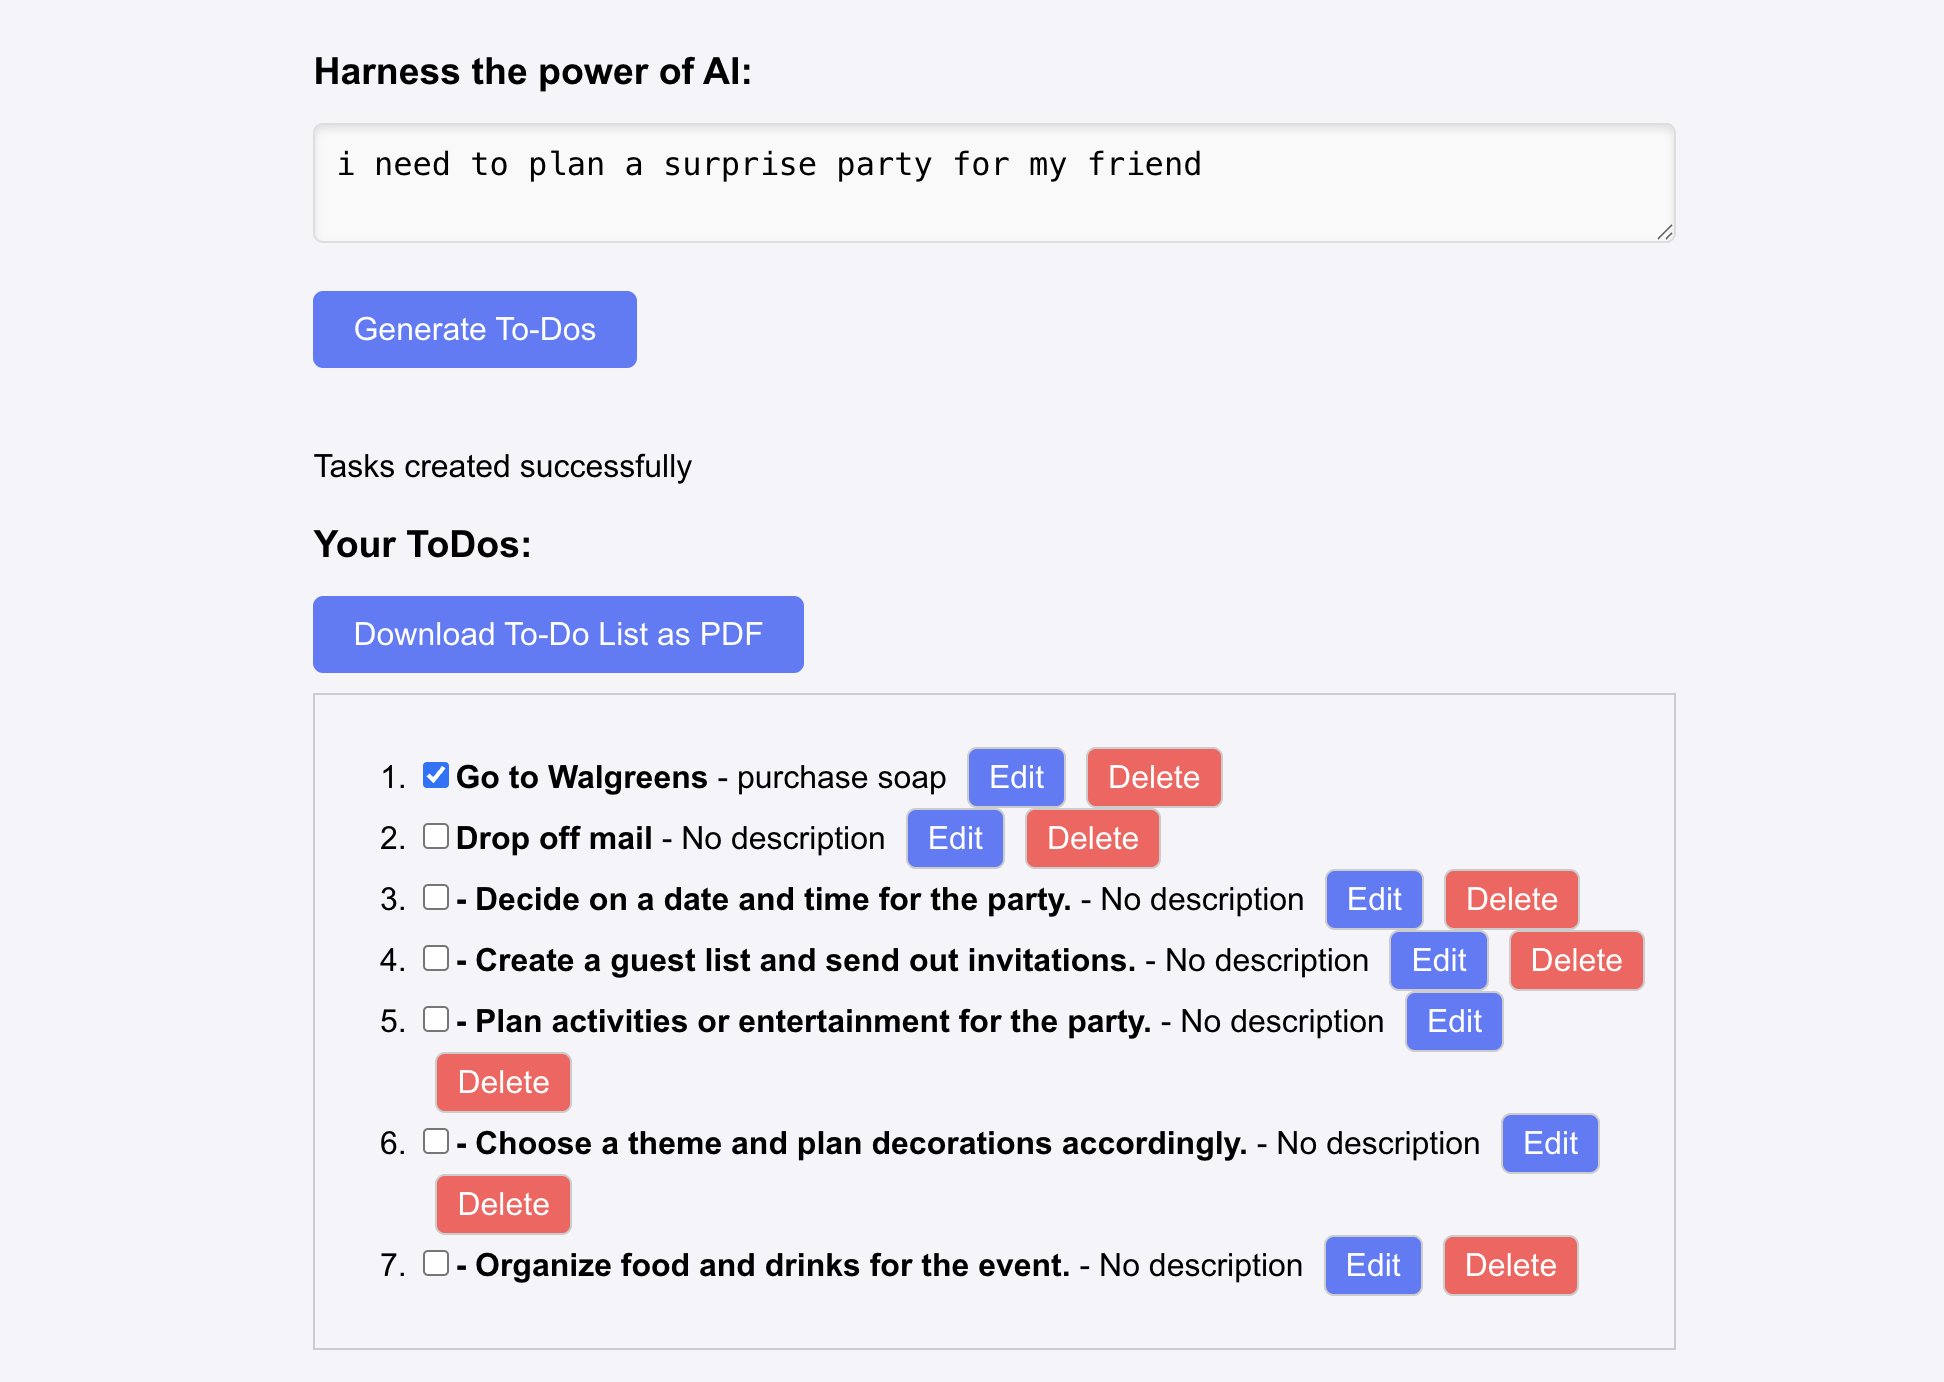 Harness the power of AI:
i need to plan a surprise party for my friend
Generate To-Dos
Tasks created successfully
Your ToDos:
Download To-Do List as PDF
1. Go to Walgreens - purchase soap Edit Delete
2. Drop off mail - No description Edit Delete
3. - Decide on a date and time for the party. - No description Edit Delete
4. - Create a guest list and send out invitations. - No description Edit Delete
5. - Plan activities or entertainment for the party. - No description Edit
Delete
6. - Choose a theme and plan decorations accordingly. - No description Edit
Delete
7. - Organize food and drinks for the event. - No description Edit Delete